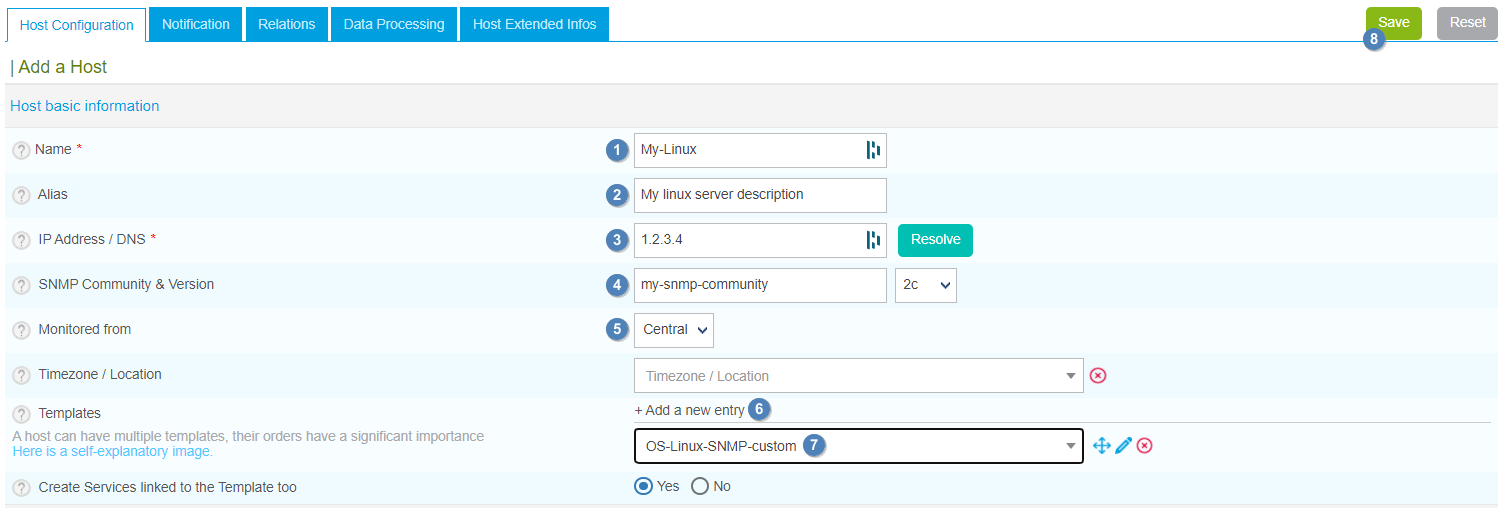 Host Configuration Notification Relations Data Processing Host Extended Infos Save Reset
8
| Add a Host
Host basic information
? Name * 1 My-Linux
? Alias 2 My linux server description
? IP Address / DNS * 3 1.2.3.4 Resolve
? SNMP Community & Version 4 my-snmp-community 2c
? Monitored from 5 Central
? Timezone / Location Timezone / Location
? Templates + Add a new entry 6
A host can have multiple templates, their orders have a significant importance
Here is a self-explanatory image. OS-Linux-SNMP-custom 7
? Create Services linked to the Template too Yes No